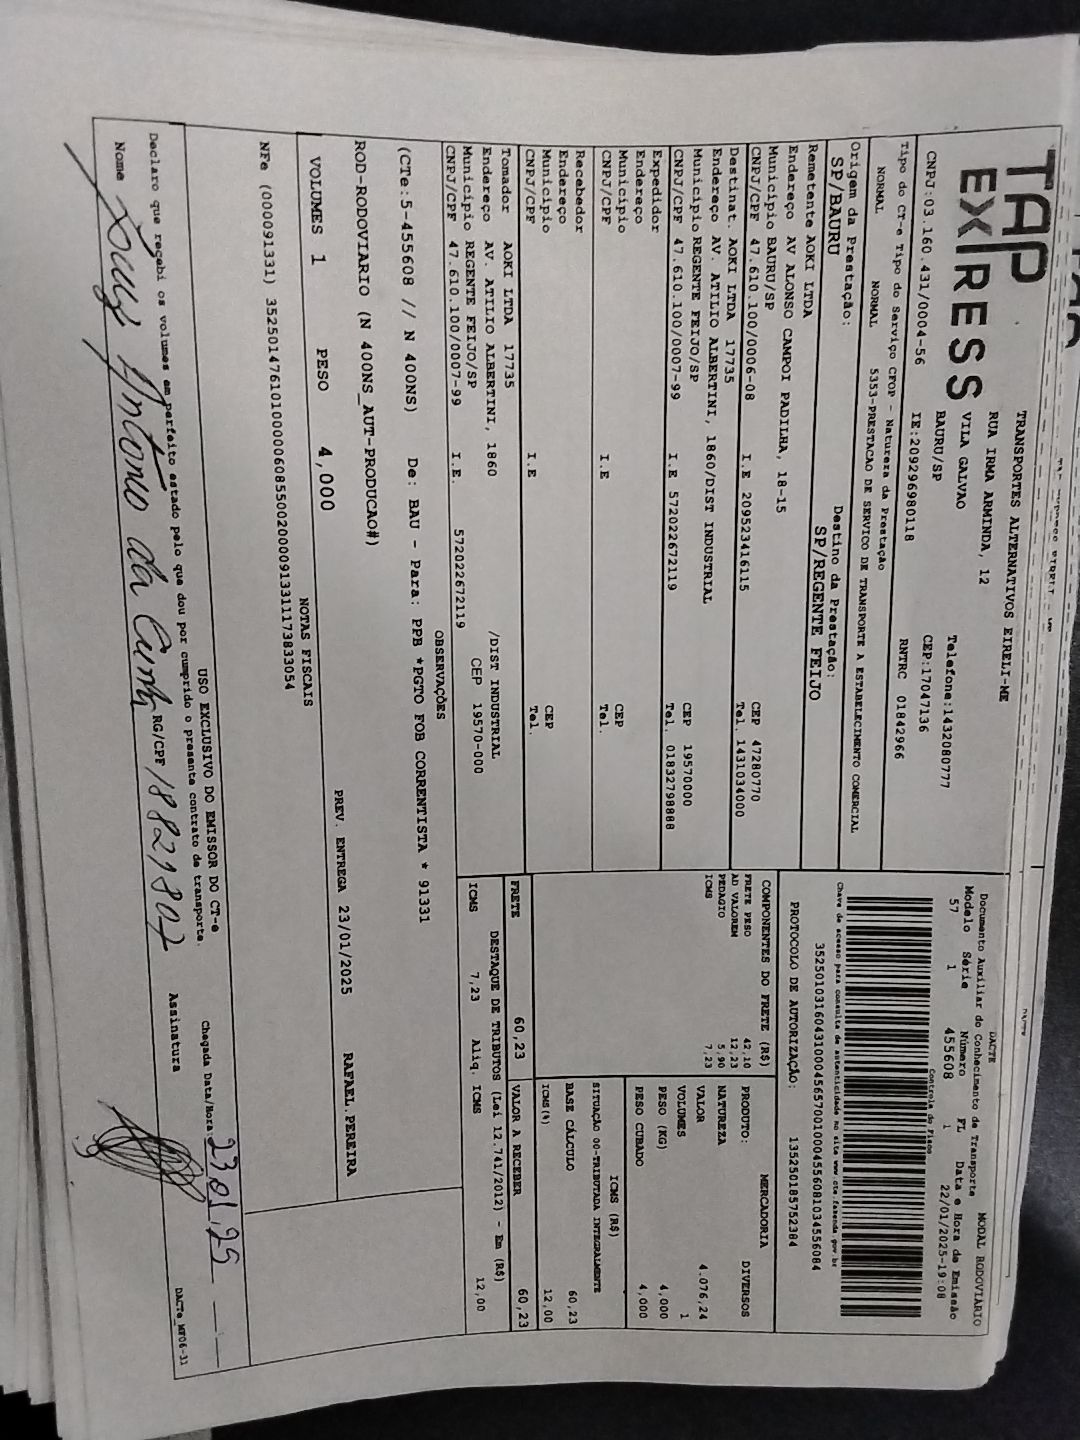 TAP
EXPRESS
TRANSPORTES ALTERNATIVOS EIRELI-ME
RUA IRMA ARMINDA, 12
VILA GALVAO
BAURU/SP
Telefone:1432080777
CEP:17047136
CNPJ:03.160.431/0004-56 IE:209296980118 RNTRC 01842966
DACTE MODAL RODOVIARIO
Documento Auxiliar do Conhecimento de Transporte
Modelo Série Número FL Data e Hora de Emissão
57 1 455608 1 22/01/2025-19:08
Controle do Fisco
Chave de acesso para consulta de autenticidade no site www.cte.fazenda.gov.br
35250103160431000456570010004556081034556084
PROTOCOLO DE AUTORIZAÇÃO: 135250185752384
Tipo do CT-e Tipo do Serviço CFOP - Natureza da Prestação
NORMAL NORMAL 5353-PRESTACAO DE SERVICO DE TRANSPORTE A ESTABELECIMENTO COMERCIAL
Origem da Prestação: Destino da Prestação:
SP/BAURU SP/REGENTE FEIJO
Remetente AOKI LTDA
Endereço AV ALONSO CAMPOI PADILHA, 18-15
Município BAURU/SP CEP 47280770
CNPJ/CPF 47.610.100/0006-08 I.E 209523416115 Tel. 1431034000
Destinat. AOKI LTDA 17735
Endereço AV. ATILIO ALBERTINI, 1860/DIST INDUSTRIAL
Município REGENTE FEIJO/SP CEP 19570000
CNPJ/CPF 47.610.100/0007-99 I.E 572022672119 Tel. 01832798888
Expedidor
Endereço
Município CEP
CNPJ/CPF I.E Tel.
Recebedor
Endereço
Município CEP
CNPJ/CPF I.E Tel.
Tomador AOKI LTDA 17735
Endereço AV. ATILIO ALBERTINI, 1860 /DIST INDUSTRIAL
Município REGENTE FEIJO/SP CEP 19570-000
CNPJ/CPF 47.610.100/0007-99 I.E. 572022672119
COMPONENTES DO FRETE (R$)
FRETE PESO 42,10
AD VALOREM 12,23
PEDAGIO 5,90
ICMS 7,23
MERCADORIA
PRODUTO: DIVERSOS
NATUREZA
VALOR 4.076,24
VOLUMES 1
PESO (KG) 4,000
PESO CUBADO 4,000
ICMS (R$)
SITUAÇÃO 00-TRIBUTADA INTEGRALMENTE
BASE CÁLCULO 60,23
ICMS(%) 12,00
FRETE 60,23 VALOR A RECEBER 60,23
DESTAQUE DE TRIBUTOS (Lei 12.741/2012) - Em (R$)
ICMS 7,23 Aliq. ICMS 12,00
OBSERVAÇÕES
(CTe:5-455608 // N 400NS) De: BAU - Para: PPB *PGTO FOB CORRENTISTA * 91331
ROD-RODOVIARIO (N 400NS_AUT-PRODUCAO#)
PREV. ENTREGA 23/01/2025 RAFAEL.PEREIRA
VOLUMES 1 PESO 4,000
NOTAS FISCAIS
NFe (000091331) 35250147610100000608550020000913311173833054
USO EXCLUSIVO DO EMISSOR DO CT-e
Declaro que recebi os volumes em perfeito estado pelo que dou por cumprido o presente contrato de transporte. Chegada Data/Hora: 23.01.25
Nome Luis Antonio da Cunha RG/CPF 18821807 Assinatura
DACTe_MF06-31